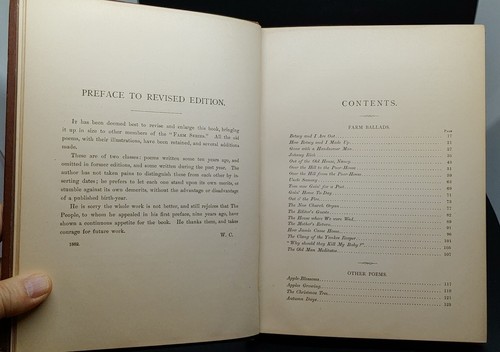 PREFACE TO REVISED EDITION.
It has been deemed best to revise and enlarge this book, bringing
it up in size to other members of the "Farm Series." All the old
poems, with their illustrations, have been retained, and several additions
made.
These are of two classes: poems written some ten years ago, and
omitted in former editions, and some written during the past year. The
author has not taken pains to distinguish these from each other by in-
serting dates; he prefers to let each one stand upon its own merits, or
stumble against its own demerits, without the advantage or disadvantage
of a published birth-year.
He is sorry the whole work is not better, and still rejoices that The
People, to whom he appealed in his first preface, nine years ago, have
shown a continuous appetite for the book. He thanks them, and takes
courage for future work.
W. C.
1882.
CONTENTS.
FARM BALLADS.
PAGE
Betsey and I Are Out 17
How Betsey and I Made Up
Gone with a Handsomer Man
Johnny Rich
Out of the Old House, Nancy
Over the Hill to the Poor-House
Over the Hill from the Poor-House
Uncle Sammy
Tom was Goin' for a Poet
Goin' Home To-Day
Out o' the Fire
The New Church Organ
The Editor's Guests
The House where We were Wed
The Our Mother's Return
How Jamie Came Home
The Clang of the Yankee Reaper
"Why should they Kill My Baby?"
The Old Man Meditates
OTHER POEMS.
Apple Blossoms 111
Apples Growing
The Christmas Tree
Autumn Days